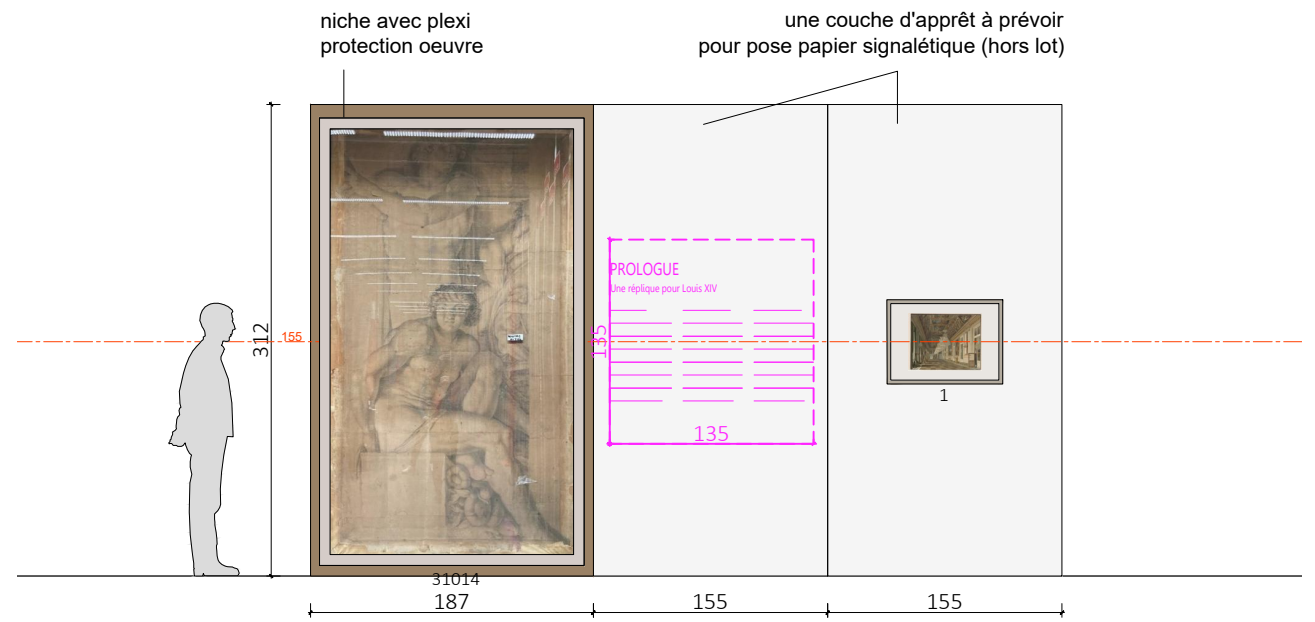 niche avec plexi
protection oeuvre
une couche d'apprêt à prévoir
pour pose papier signalétique (hors lot)
PROLOGUE
Une réplique pour Louis XIV
312
155
135
135
1
31014
187
155
155